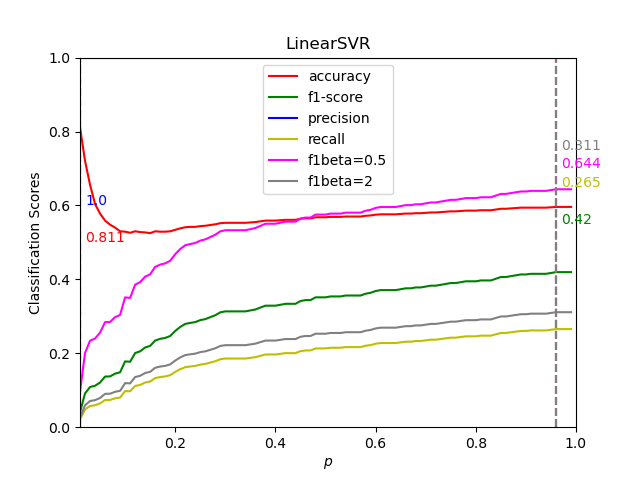 LinearSVR
1.0
0.8
0.6
0.4
0.2
0.0
Classification Scores
accuracy
f1-score
precision
recall
f1beta=0.5
f1beta=2
1.0
0.811
0.311
0.644
0.265
0.42
0.2
0.4
0.6
0.8
1.0
p